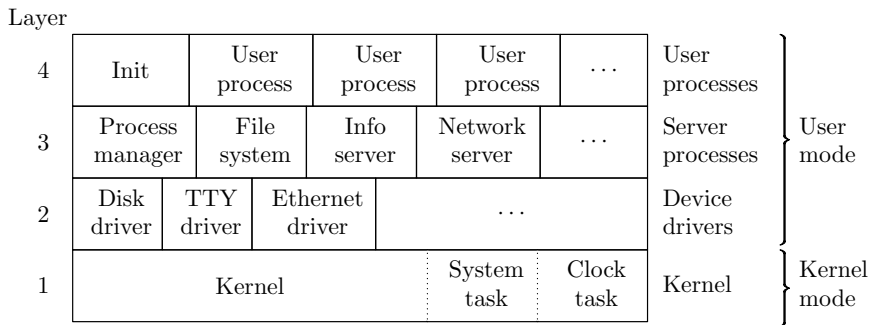 Layer
4 Init User process User process User process ... User processes
3 Process manager File system Info server Network server ... Server processes User mode
2 Disk driver TTY driver Ethernet driver ... Device drivers
1 Kernel System task Clock task Kernel Kernel mode